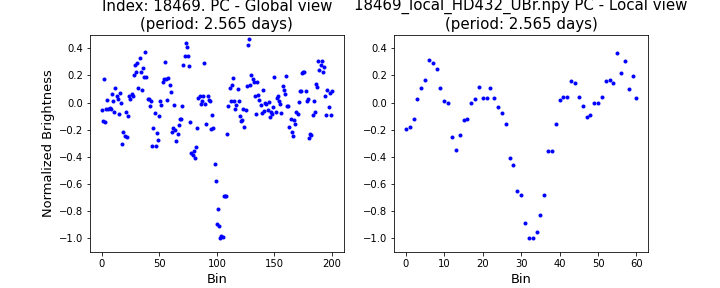 Index: 18469. PC - Global view
(period: 2.565 days)
18469_local_HD432_UBr.npy PC - Local view
(period: 2.565 days)
Normalized Brightness
0.4
0.2
0.0
−0.2
−0.4
−0.6
−0.8
−1.0
0 50 100 150 200
Bin
0.4
0.2
0.0
−0.2
−0.4
−0.6
−0.8
−1.0
0 10 20 30 40 50 60
Bin